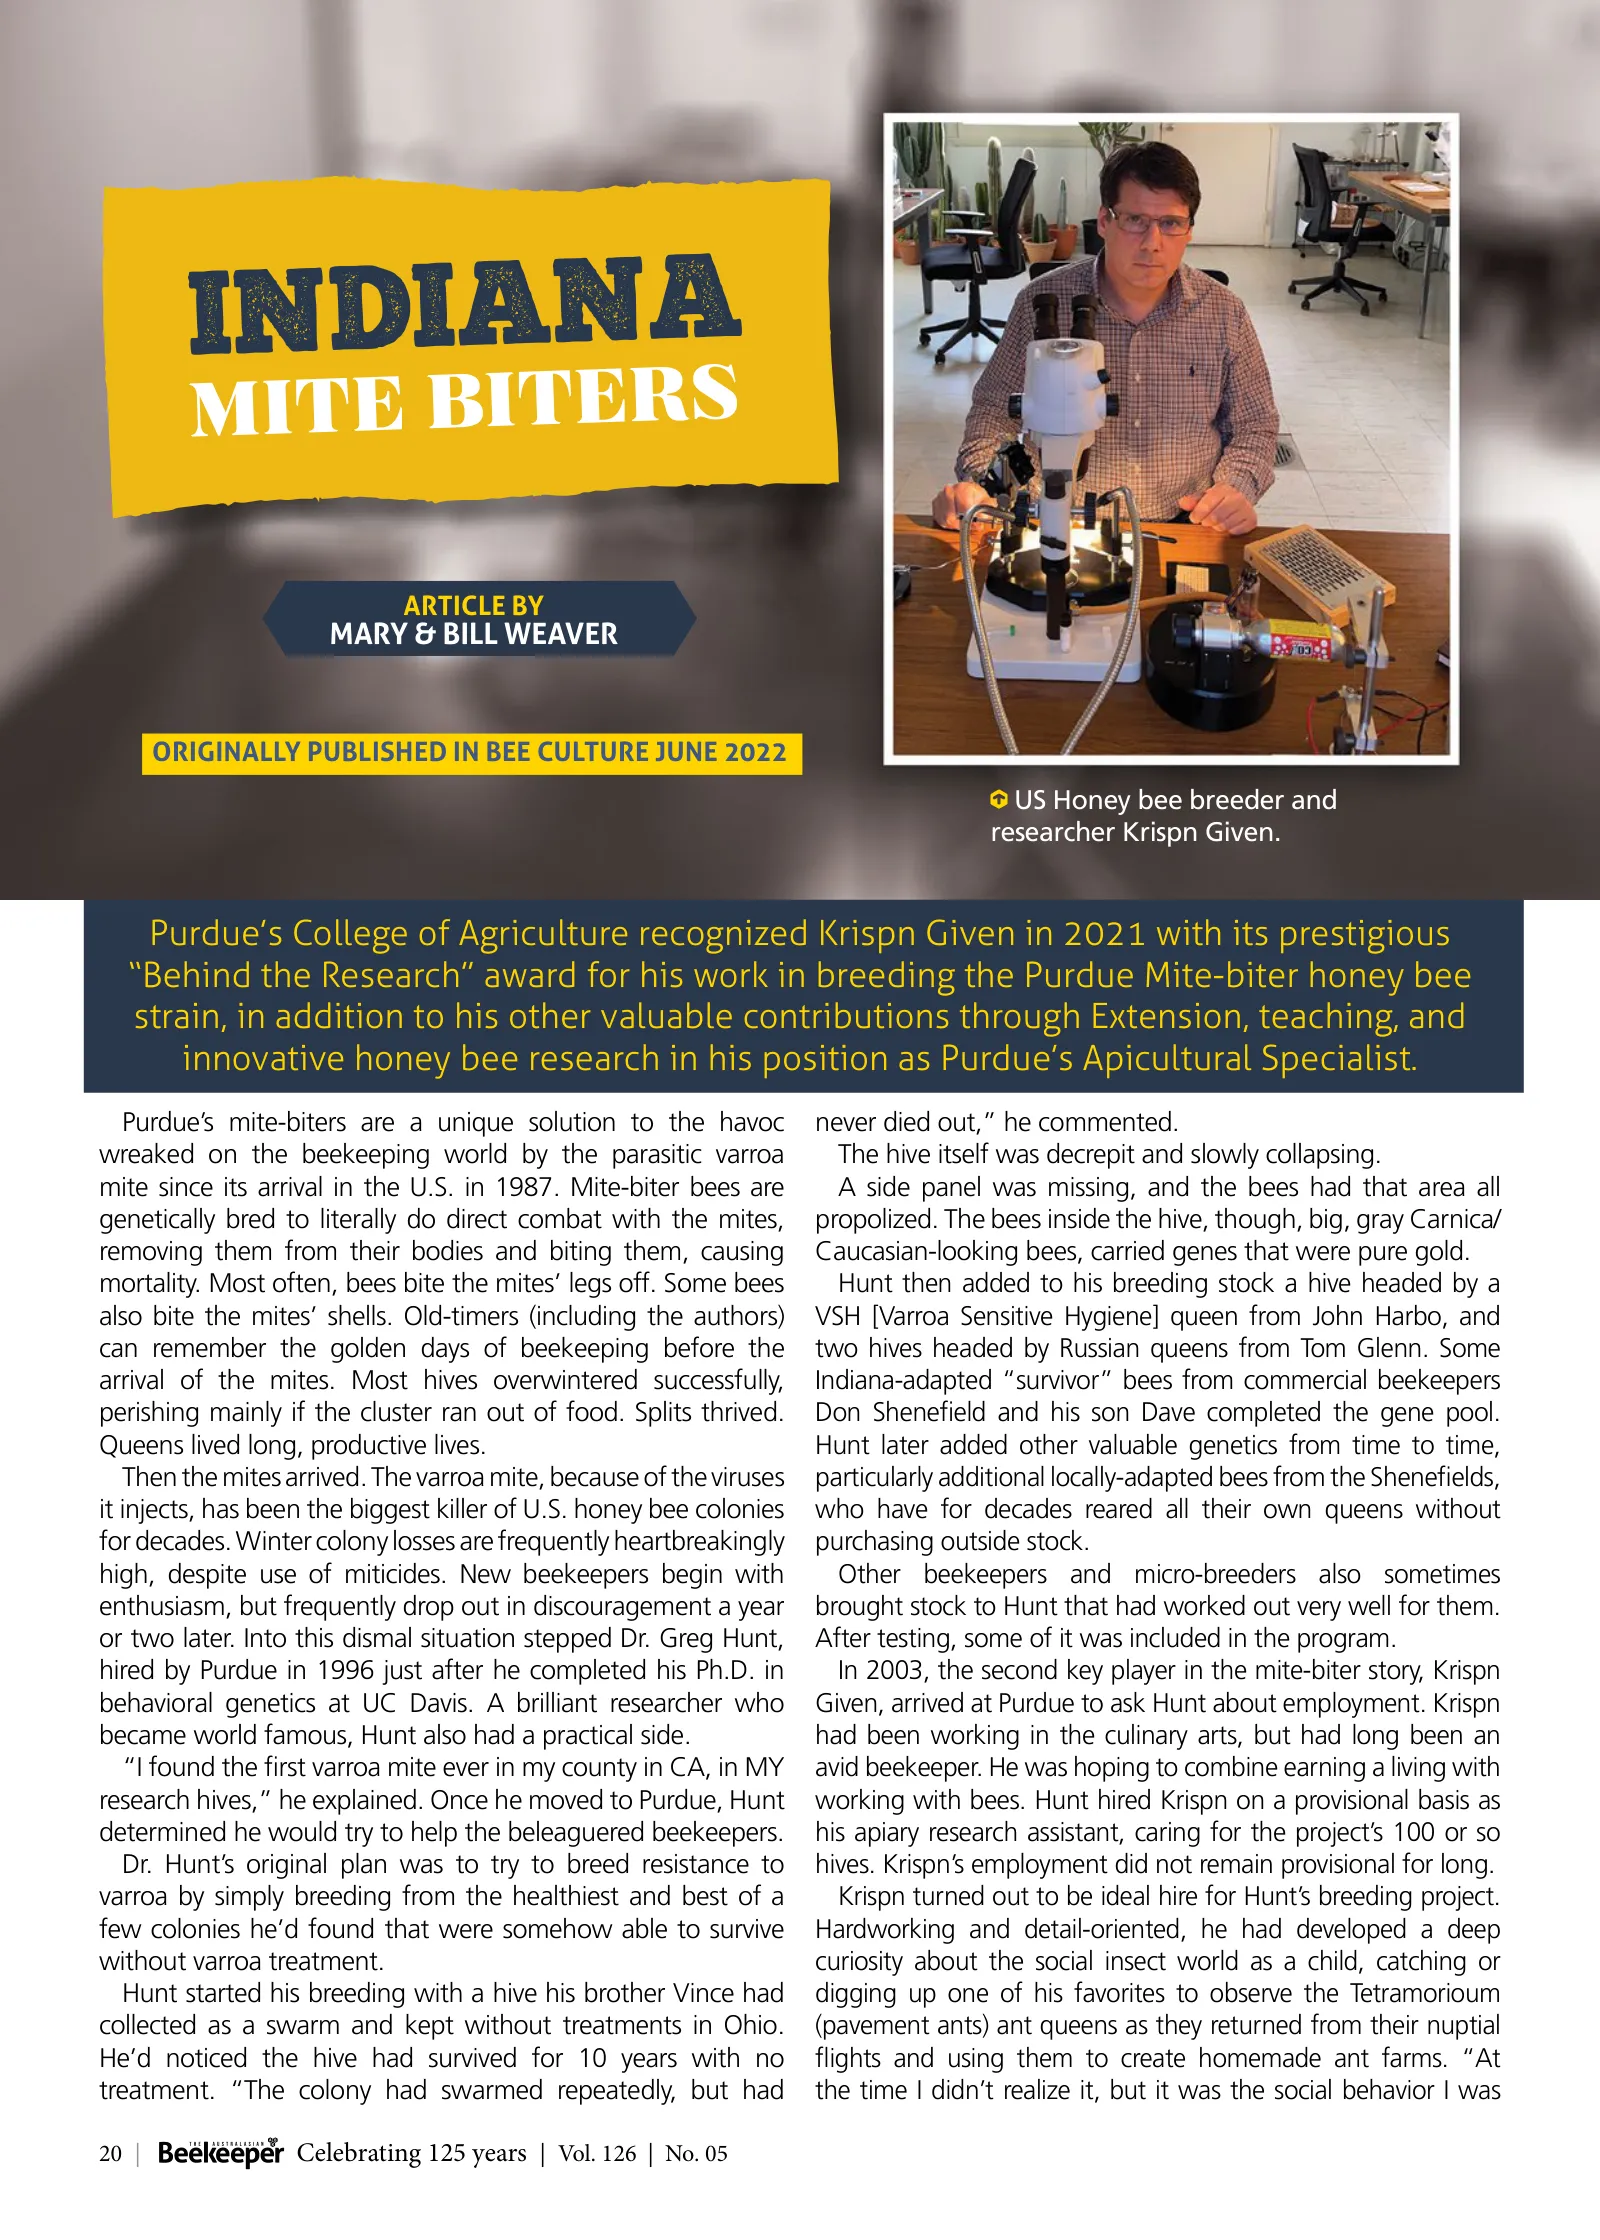 INDIANA
MITE BITERS
ARTICLE BY
MARY & BILL WEAVER
ORIGINALLY PUBLISHED IN BEE CULTURE JUNE 2022
CO₂
US Honey bee breeder and
researcher Krispn Given.
Purdue’s College of Agriculture recognized Krispn Given in 2021 with its prestigious
“Behind the Research” award for his work in breeding the Purdue Mite-biter honey bee
strain, in addition to his other valuable contributions through Extension, teaching, and
innovative honey bee research in his position as Purdue’s Apicultural Specialist.
Purdue’s mite-biters are a unique solution to the havoc
wreaked on the beekeeping world by the parasitic varroa
mite since its arrival in the U.S. in 1987. Mite-biter bees are
genetically bred to literally do direct combat with the mites,
removing them from their bodies and biting them, causing
mortality. Most often, bees bite the mites’ legs off. Some bees
also bite the mites’ shells. Old-timers (including the authors)
can remember the golden days of beekeeping before the
arrival of the mites. Most hives overwintered successfully,
perishing mainly if the cluster ran out of food. Splits thrived.
Queens lived long, productive lives.
Then the mites arrived. The varroa mite, because of the viruses
it injects, has been the biggest killer of U.S. honey bee colonies
for decades. Winter colony losses are frequently heartbreakingly
high, despite use of miticides. New beekeepers begin with
enthusiasm, but frequently drop out in discouragement a year
or two later. Into this dismal situation stepped Dr. Greg Hunt,
hired by Purdue in 1996 just after he completed his Ph.D. in
behavioral genetics at UC Davis. A brilliant researcher who
became world famous, Hunt also had a practical side.
“I found the first varroa mite ever in my county in CA, in MY
research hives,” he explained. Once he moved to Purdue, Hunt
determined he would try to help the beleaguered beekeepers.
Dr. Hunt’s original plan was to try to breed resistance to
varroa by simply breeding from the healthiest and best of a
few colonies he’d found that were somehow able to survive
without varroa treatment.
Hunt started his breeding with a hive his brother Vince had
collected as a swarm and kept without treatments in Ohio.
He’d noticed the hive had survived for 10 years with no
treatment. “The colony had swarmed repeatedly, but had
never died out,” he commented.
The hive itself was decrepit and slowly collapsing.
A side panel was missing, and the bees had that area all
propolized. The bees inside the hive, though, big, gray Carnica/
Caucasian-looking bees, carried genes that were pure gold.
Hunt then added to his breeding stock a hive headed by a
VSH [Varroa Sensitive Hygiene] queen from John Harbo, and
two hives headed by Russian queens from Tom Glenn. Some
Indiana-adapted “survivor” bees from commercial beekeepers
Don Shenefield and his son Dave completed the gene pool.
Hunt later added other valuable genetics from time to time,
particularly additional locally-adapted bees from the Shenefields,
who have for decades reared all their own queens without
purchasing outside stock.
Other beekeepers and micro-breeders also sometimes
brought stock to Hunt that had worked out very well for them.
After testing, some of it was included in the program.
In 2003, the second key player in the mite-biter story, Krispn
Given, arrived at Purdue to ask Hunt about employment. Krispn
had been working in the culinary arts, but had long been an
avid beekeeper. He was hoping to combine earning a living with
working with bees. Hunt hired Krispn on a provisional basis as
his apiary research assistant, caring for the project’s 100 or so
hives. Krispn’s employment did not remain provisional for long.
Krispn turned out to be ideal hire for Hunt’s breeding project.
Hardworking and detail-oriented, he had developed a deep
curiosity about the social insect world as a child, catching or
digging up one of his favorites to observe the Tetramorioum
(pavement ants) ant queens as they returned from their nuptial
flights and using them to create homemade ant farms. “At
the time I didn’t realize it, but it was the social behavior I was
20 | THE AUSTRALASIAN Beekeeper Celebrating 125 years | Vol. 126 | No. 05